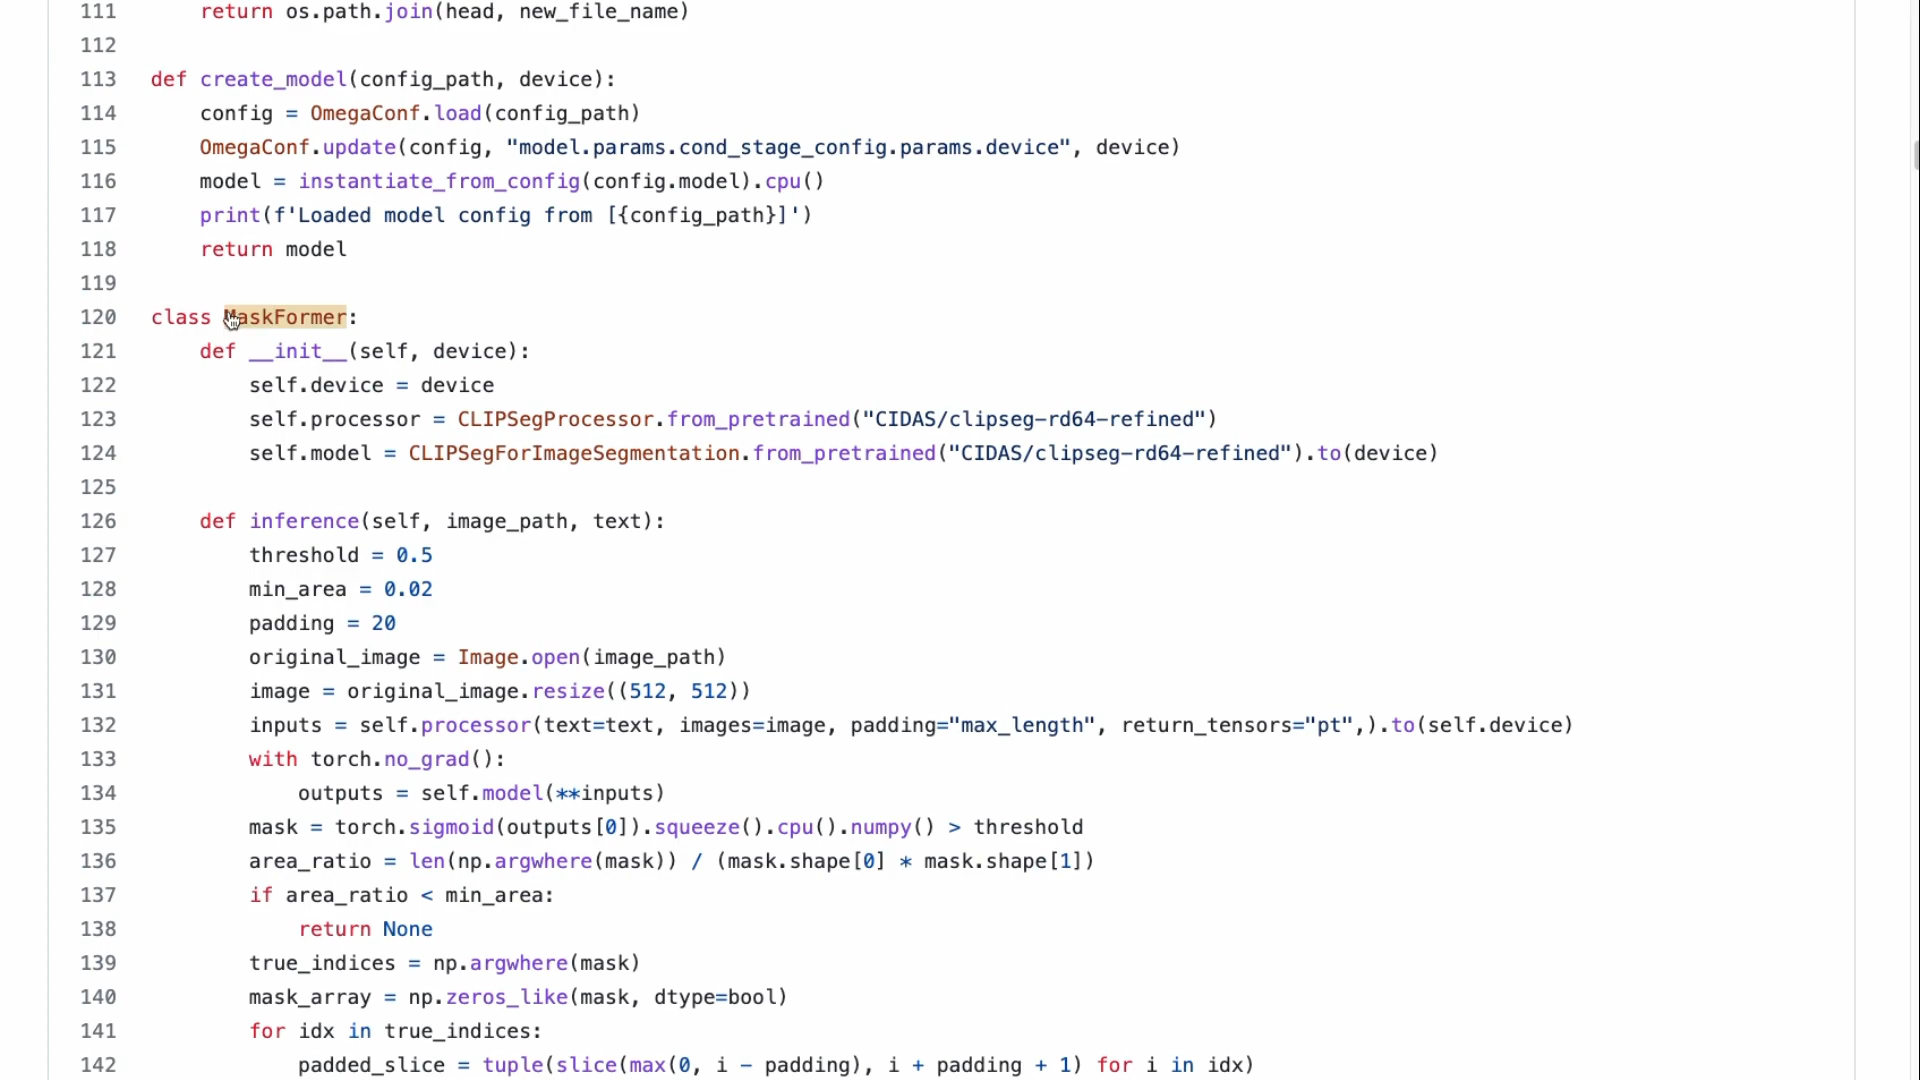 111 return os.path.join(head, new_file_name)
112
113 def create_model(config_path, device):
114 config = OmegaConf.load(config_path)
115 OmegaConf.update(config, "model.params.cond_stage_config.params.device", device)
116 model = instantiate_from_config(config.model).cpu()
117 print(f'Loaded model config from [{config_path}]')
118 return model
119
120 class MaskFormer:
121 def __init__(self, device):
122 self.device = device
123 self.processor = CLIPSegProcessor.from_pretrained("CIDAS/clipseg-rd64-refined")
124 self.model = CLIPSegForImageSegmentation.from_pretrained("CIDAS/clipseg-rd64-refined").to(device)
125
126 def inference(self, image_path, text):
127 threshold = 0.5
128 min_area = 0.02
129 padding = 20
130 original_image = Image.open(image_path)
131 image = original_image.resize((512, 512))
132 inputs = self.processor(text=text, images=image, padding="max_length", return_tensors="pt",).to(self.device)
133 with torch.no_grad():
134 outputs = self.model(**inputs)
135 mask = torch.sigmoid(outputs[0]).squeeze().cpu().numpy() > threshold
136 area_ratio = len(np.argwhere(mask)) / (mask.shape[0] * mask.shape[1])
137 if area_ratio < min_area:
138 return None
139 true_indices = np.argwhere(mask)
140 mask_array = np.zeros_like(mask, dtype=bool)
141 for idx in true_indices:
142 padded_slice = tuple(slice(max(0, i - padding), i + padding + 1) for i in idx)